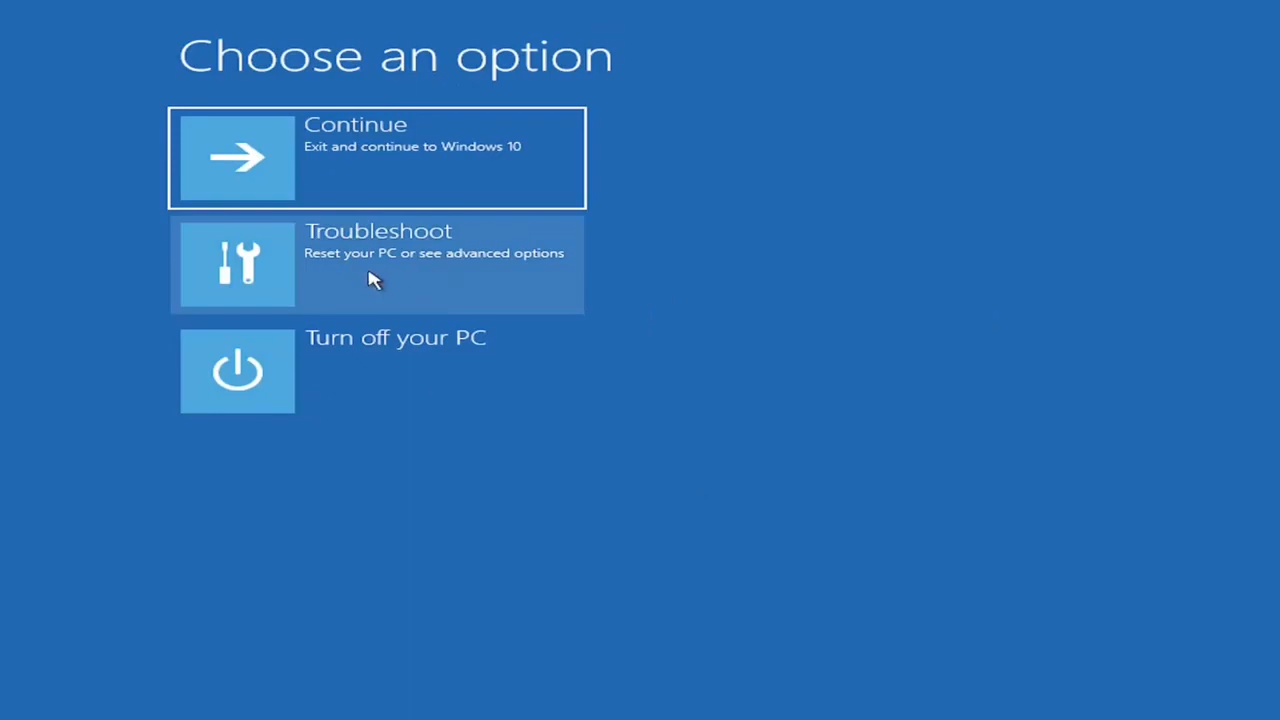 Choose an option
Continue
Exit and continue to Windows 10
Troubleshoot
Reset your PC or see advanced options
Turn off your PC